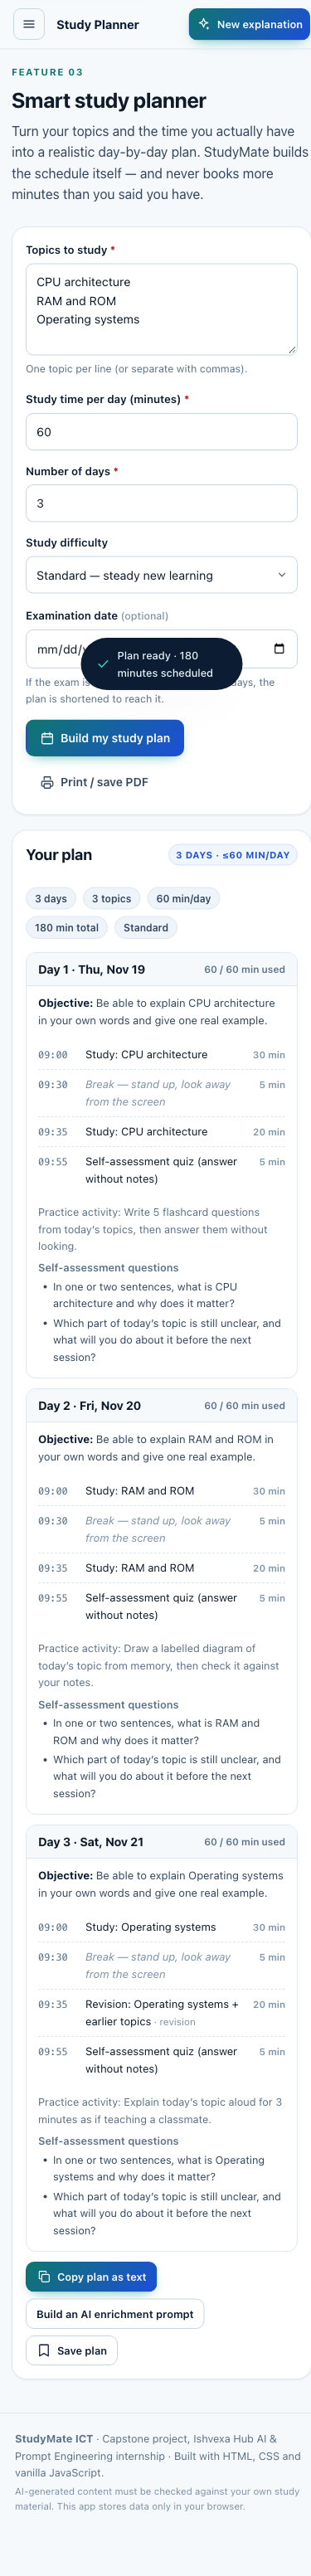 Study Planner
New explanation
FEATURE 03
Smart study planner
Turn your topics and the time you actually have
into a realistic day-by-day plan. StudyMate builds
the schedule itself — and never books more
minutes than you said you have.
Topics to study *
CPU architecture
RAM and ROM
Operating systems
One topic per line (or separate with commas).
Study time per day (minutes) *
60
Number of days *
3
Study difficulty
Standard — steady new learning
Examination date (optional)
mm/dd/
Plan ready · 180
minutes scheduled
If the exam is days, the
plan is shortened to reach it.
Build my study plan
Print / save PDF
Your plan
3 DAYS · ≤60 MIN/DAY
3 days
3 topics
60 min/day
180 min total
Standard
Day 1 · Thu, Nov 19 60 / 60 min used
Objective: Be able to explain CPU architecture
in your own words and give one real example.
09:00 Study: CPU architecture 30 min
09:30 Break — stand up, look away 5 min
from the screen
09:35 Study: CPU architecture 20 min
09:55 Self-assessment quiz (answer 5 min
without notes)
Practice activity: Write 5 flashcard questions
from today's topics, then answer them without
looking.
Self-assessment questions
• In one or two sentences, what is CPU
architecture and why does it matter?
• Which part of today's topic is still unclear, and
what will you do about it before the next
session?
Day 2 · Fri, Nov 20 60 / 60 min used
Objective: Be able to explain RAM and ROM in
your own words and give one real example.
09:00 Study: RAM and ROM 30 min
09:30 Break — stand up, look away 5 min
from the screen
09:35 Study: RAM and ROM 20 min
09:55 Self-assessment quiz (answer 5 min
without notes)
Practice activity: Draw a labelled diagram of
today's topic from memory, then check it against
your notes.
Self-assessment questions
• In one or two sentences, what is RAM and
ROM and why does it matter?
• Which part of today's topic is still unclear, and
what will you do about it before the next
session?
Day 3 · Sat, Nov 21 60 / 60 min used
Objective: Be able to explain Operating systems
in your own words and give one real example.
09:00 Study: Operating systems 30 min
09:30 Break — stand up, look away 5 min
from the screen
09:35 Revision: Operating systems + 20 min
earlier topics · revision
09:55 Self-assessment quiz (answer 5 min
without notes)
Practice activity: Explain today's topic aloud for 3
minutes as if teaching a classmate.
Self-assessment questions
• In one or two sentences, what is Operating
systems and why does it matter?
• Which part of today's topic is still unclear, and
what will you do about it before the next
session?
Copy plan as text
Build an AI enrichment prompt
Save plan
StudyMate ICT · Capstone project, Ishvexa Hub AI &
Prompt Engineering internship · Built with HTML, CSS and
vanilla JavaScript.
AI-generated content must be checked against your own study
material. This app stores data only in your browser.